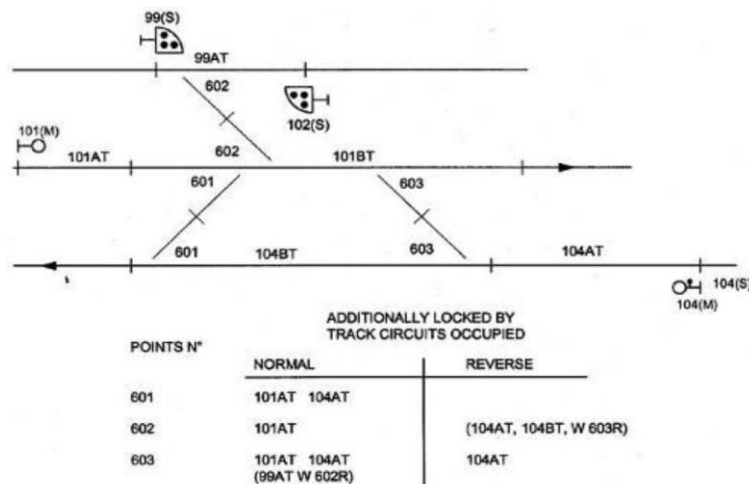 99(S)
99AT
602
102(S)
101(M)
101AT
602
101BT
601
603
601
104BT
603
104AT
104(S)
104(M)
ADDITIONALLY LOCKED BY
TRACK CIRCUITS OCCUPIED
POINTS N°
NORMAL REVERSE
601 101AT 104AT
602 101AT (104AT, 104BT, W 603R)
603 101AT 104AT 104AT
(99AT W 602R)